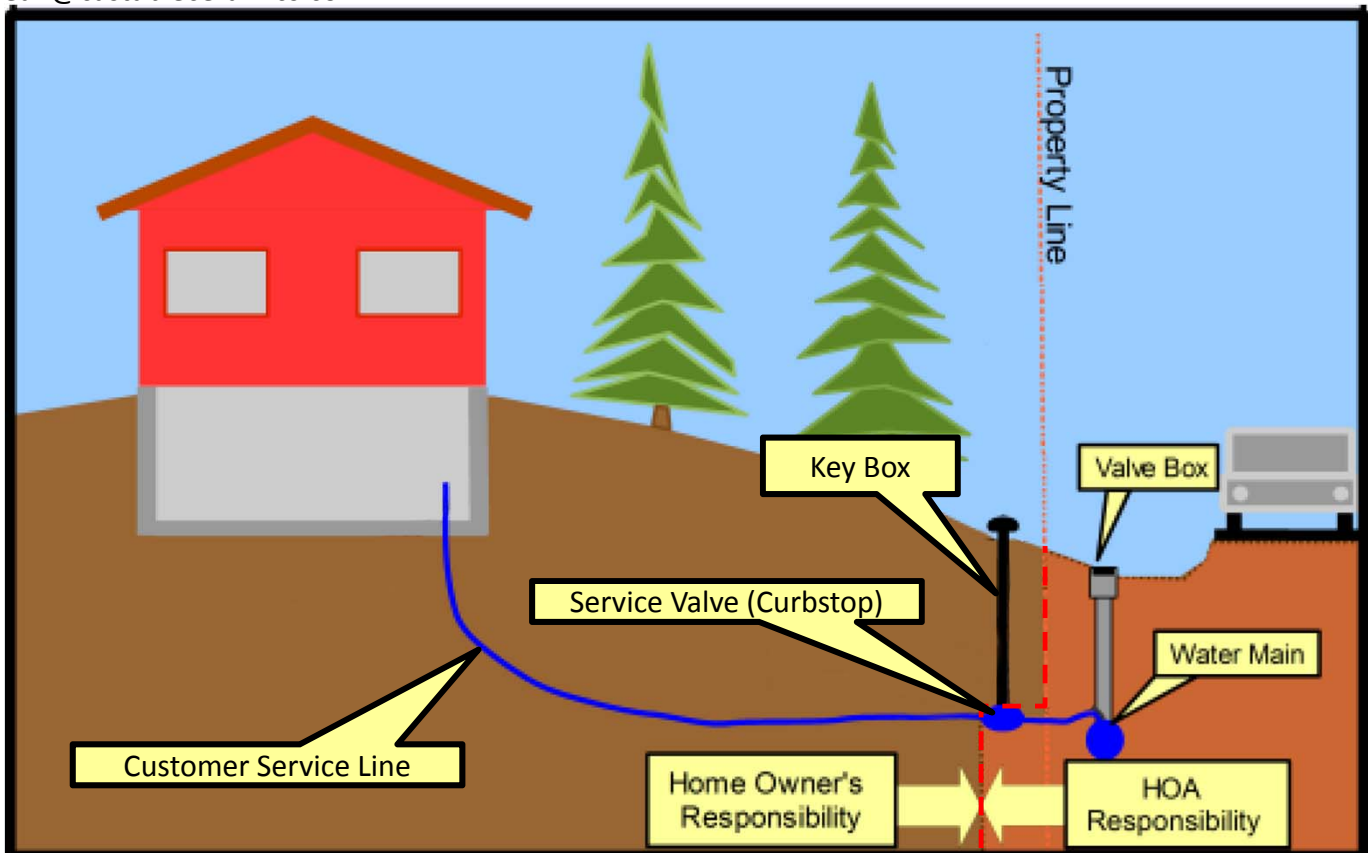 Property Line
Key Box
Valve Box
Service Valve (Curbstop)
Water Main
Customer Service Line
Home Owner's
Responsibility
HOA
Responsibility